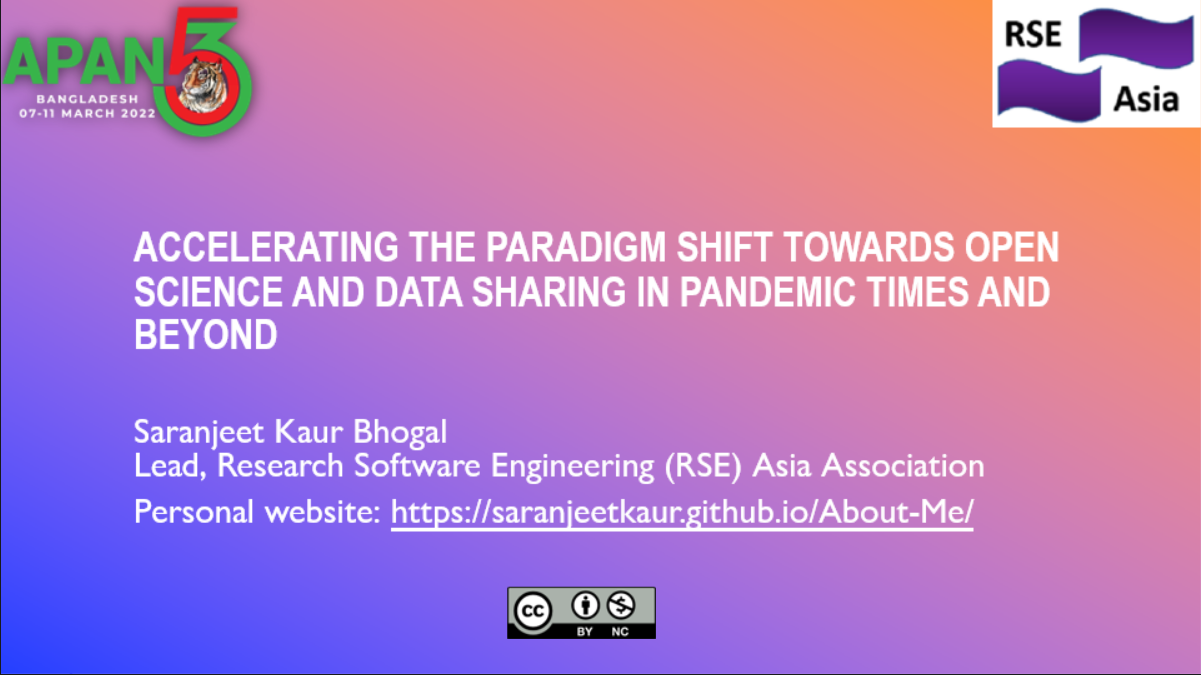 APAN53
BANGLADESH
07-11 MARCH 2022
RSE
Asia
ACCELERATING THE PARADIGM SHIFT TOWARDS OPEN
SCIENCE AND DATA SHARING IN PANDEMIC TIMES AND
BEYOND
Saranjeet Kaur Bhogal
Lead, Research Software Engineering (RSE) Asia Association
Personal website: https://saranjeetkaur.github.io/About-Me/
CC
BY NC